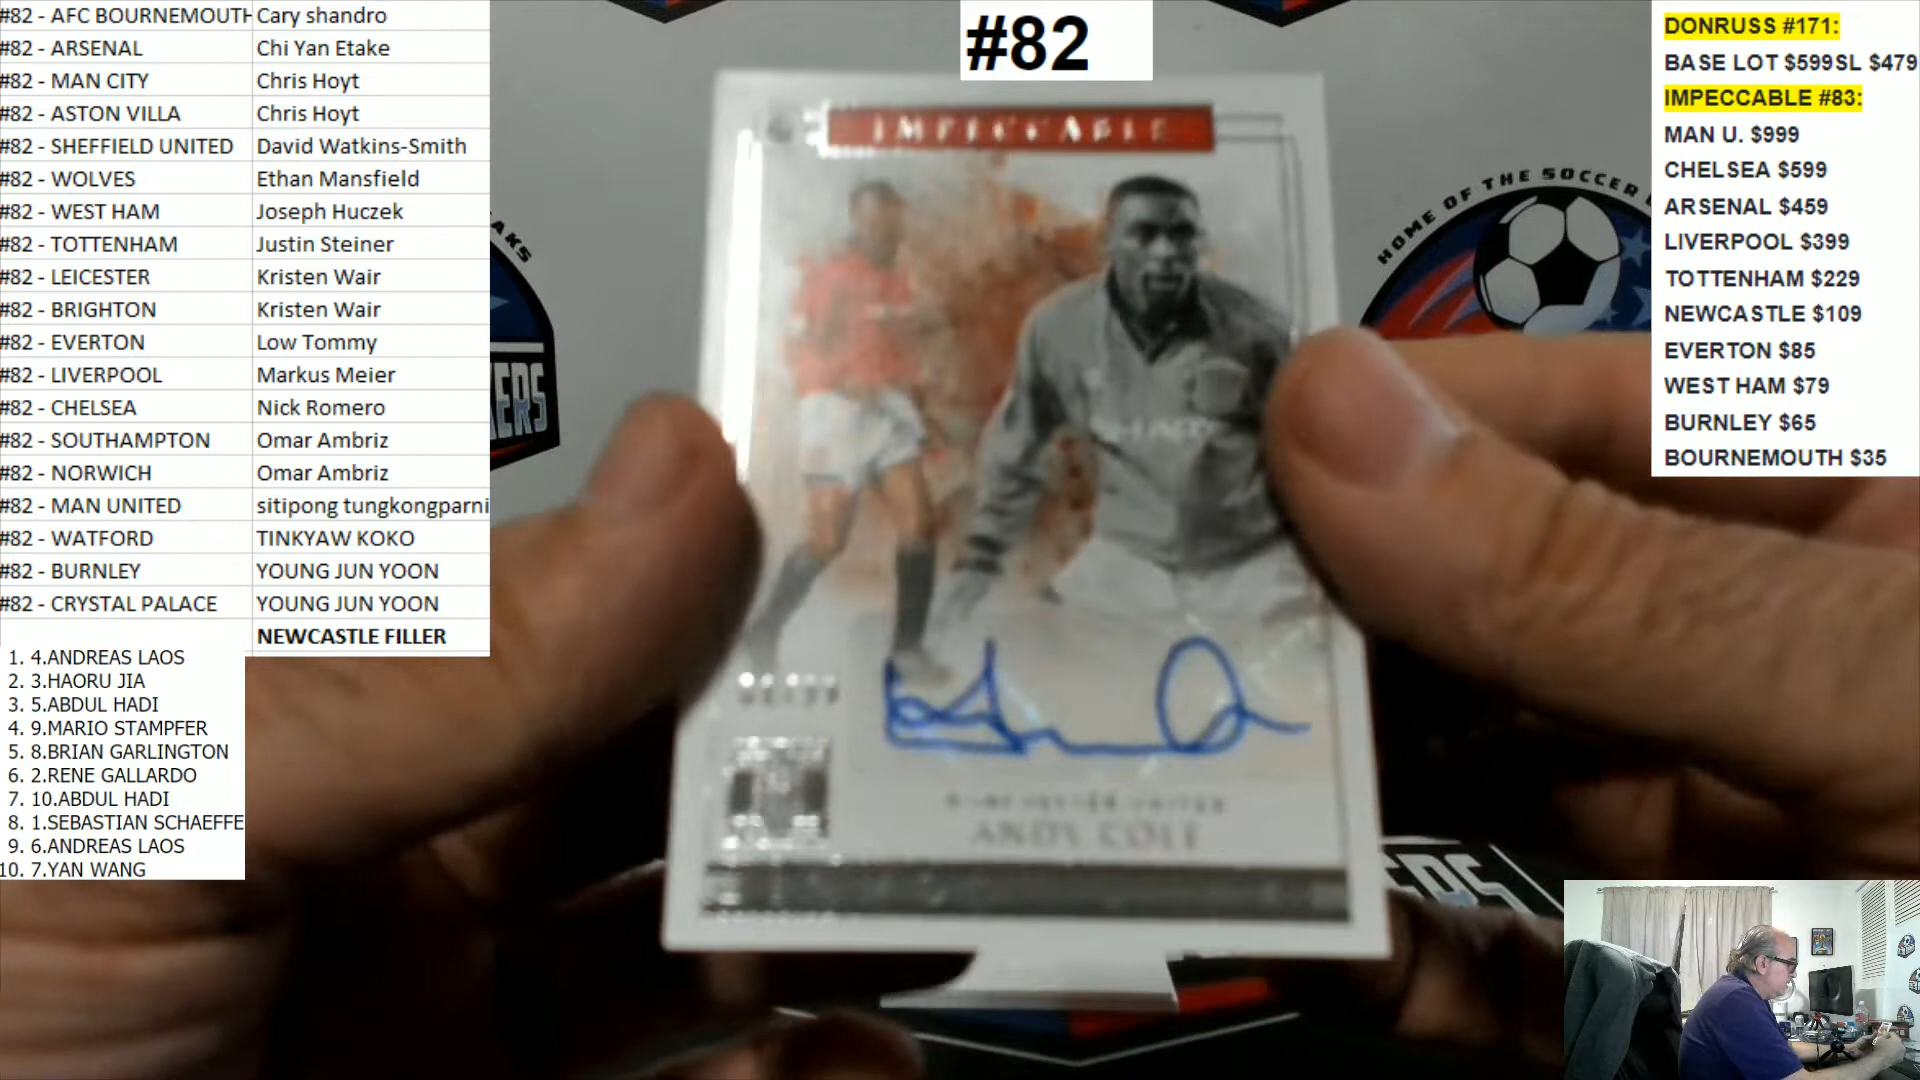 #82 - AFC BOURNEMOUTH Cary shandro
#82 - ARSENAL Chi Yan Etake
#82 - MAN CITY Chris Hoyt
#82 - ASTON VILLA Chris Hoyt
#82 - SHEFFIELD UNITED David Watkins-Smith
#82 - WOLVES Ethan Mansfield
#82 - WEST HAM Joseph Huczek
#82 - TOTTENHAM Justin Steiner
#82 - LEICESTER Kristen Wair
#82 - BRIGHTON Kristen Wair
#82 - EVERTON Low Tommy
#82 - LIVERPOOL Markus Meier
#82 - CHELSEA Nick Romero
#82 - SOUTHAMPTON Omar Ambriz
#82 - NORWICH Omar Ambriz
#82 - MAN UNITED sitipong tungkongparni
#82 - WATFORD TINKYAW KOKO
#82 - BURNLEY YOUNG JUN YOON
#82 - CRYSTAL PALACE YOUNG JUN YOON
NEWCASTLE FILLER
1. 4.ANDREAS LAOS
2. 3.HAORU JIA
3. 5.ABDUL HADI
4. 9.MARIO STAMPFER
5. 8.BRIAN GARLINGTON
6. 2.RENE GALLARDO
7. 10.ABDUL HADI
8. 1.SEBASTIAN SCHAEFFE
9. 6.ANDREAS LAOS
10. 7.YAN WANG
#82
IMPECCABLE
SHARP
MANCHESTER UNITED
ANDY COLE
HOME OF THE SOCCER
DONRUSS #171:
BASE LOT $599SL $479
IMPECCABLE #83:
MAN U. $999
CHELSEA $599
ARSENAL $459
LIVERPOOL $399
TOTTENHAM $229
NEWCASTLE $109
EVERTON $85
WEST HAM $79
BURNLEY $65
BOURNEMOUTH $35